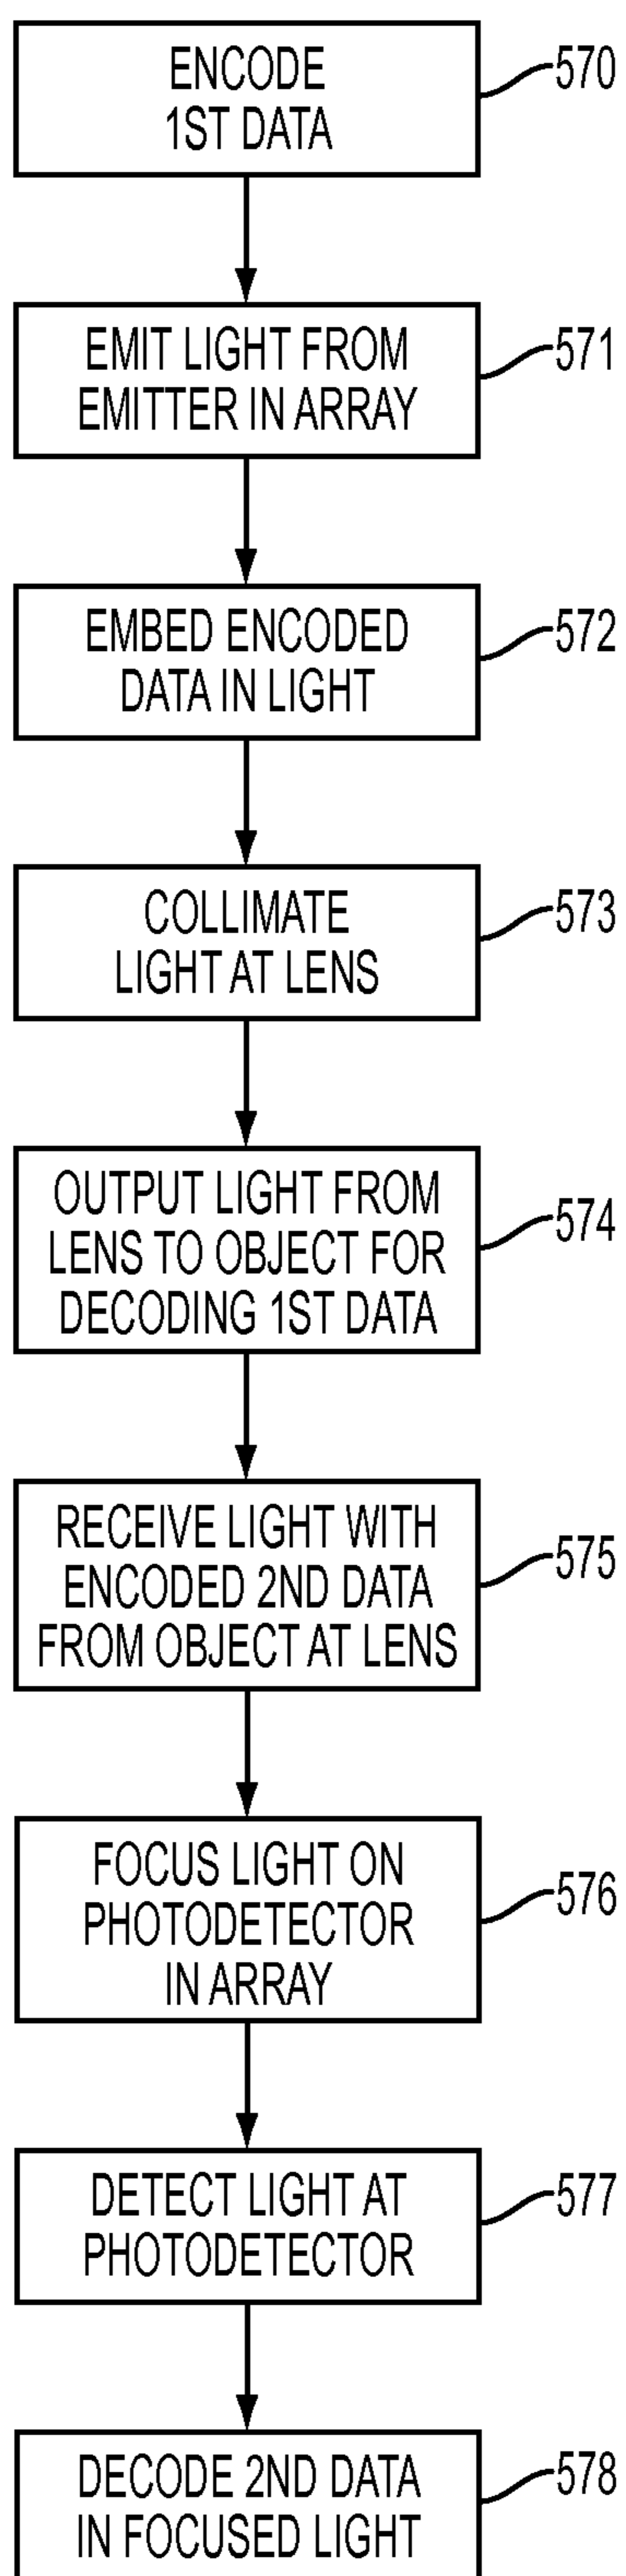 ENCODE
1ST DATA
570
EMIT LIGHT FROM
EMITTER IN ARRAY
571
EMBED ENCODED
DATA IN LIGHT
572
COLLIMATE
LIGHT AT LENS
573
OUTPUT LIGHT FROM
LENS TO OBJECT FOR
DECODING 1ST DATA
574
RECEIVE LIGHT WITH
ENCODED 2ND DATA
FROM OBJECT AT LENS
575
FOCUS LIGHT ON
PHOTODETECTOR
IN ARRAY
576
DETECT LIGHT AT
PHOTODETECTOR
577
DECODE 2ND DATA
IN FOCUSED LIGHT
578